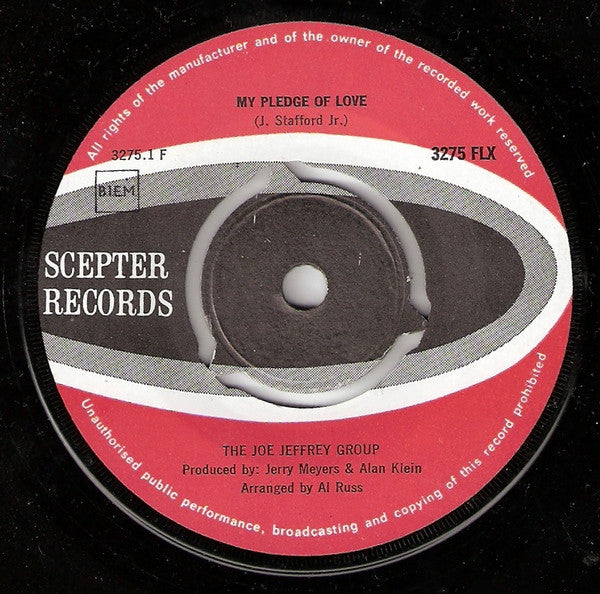 All rights of the manufacturer and of the owner of the recorded work reserved
MY PLEDGE OF LOVE
(J. Stafford Jr.)
3275.1 F
3275 FLX
BIEM
SCEPTER
RECORDS
THE JOE JEFFREY GROUP
Produced by: Jerry Meyers & Alan Klein
Arranged by Al Russ
Unauthorised public performance, broadcasting and copying of this record prohibited